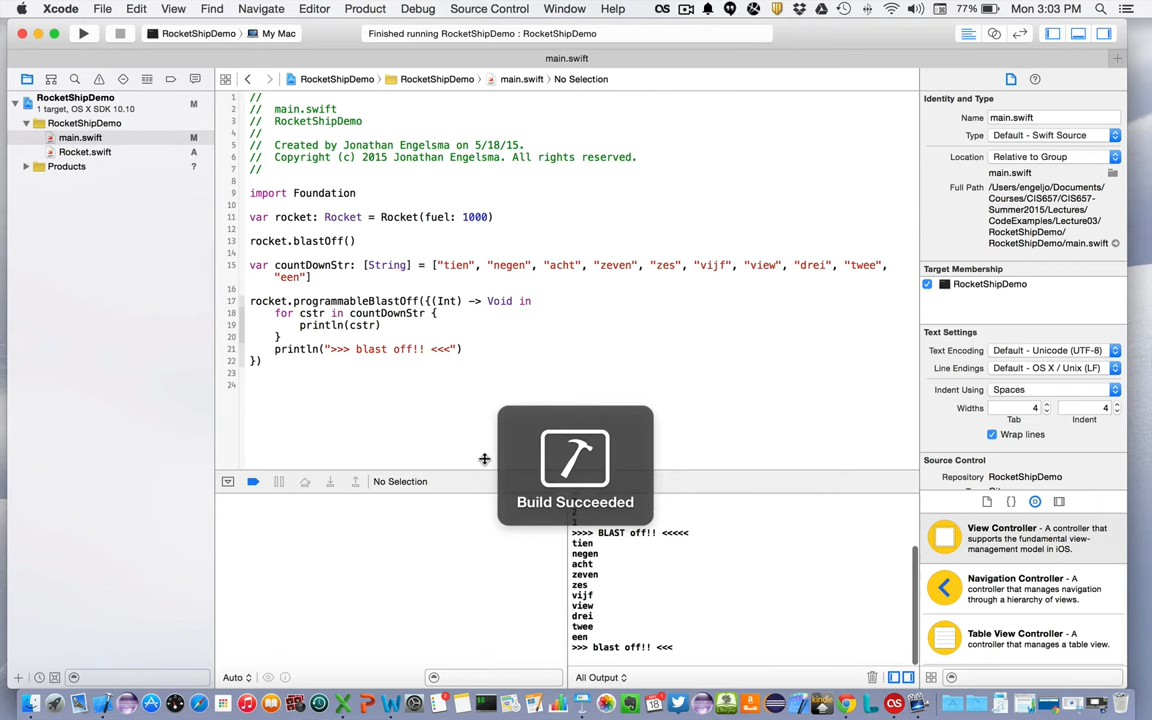 Xcode File Edit View Find Navigate Editor Product Debug Source Control Window Help 77% Mon 3:03 PM
RocketShipDemo My Mac Finished running RocketShipDemo : RocketShipDemo
main.swift
RocketShipDemo RocketShipDemo main.swift No Selection
RocketShipDemo M
1 target, OS X SDK 10.10
RocketShipDemo
main.swift M
Rocket.swift A
Products ?
1 //
2 // main.swift
3 // RocketShipDemo
4 //
5 // Created by Jonathan Engelsma on 5/18/15.
6 // Copyright (c) 2015 Jonathan Engelsma. All rights reserved.
7 //
8
9 import Foundation
10
11 var rocket: Rocket = Rocket(fuel: 1000)
12
13 rocket.blastOff()
14
15 var countDownStr: [String] = ["tien", "negen", "acht", "zeven", "zes", "vijf", "view", "drei", "twee",
"een"]
16
17 rocket.programmableBlastOff({(Int) -> Void in
18 for cstr in countDownStr {
19 println(cstr)
20 }
21 println(">>> blast off!! <<<")
22 })
23
24
Build Succeeded
No Selection
2
1
>>>> BLAST off!! <<<<<
tien
negen
acht
zeven
zes
vijf
view
drei
twee
een
>>> blast off!! <<<
Auto
All Output
Identity and Type
Name main.swift
Type Default - Swift Source
Location Relative to Group
main.swift
Full Path /Users/engeljo/Documents/
Courses/CIS657/CIS657-
Summer2015/Lectures/
CodeExamples/Lecture03/
RocketShipDemo/
RocketShipDemo/main.swift
Target Membership
RocketShipDemo
Text Settings
Text Encoding Default - Unicode (UTF-8)
Line Endings Default - OS X / Unix (LF)
Indent Using Spaces
Widths 4 4
Tab Indent
Wrap lines
Source Control
Repository RocketShipDemo
View Controller - A controller that
supports the fundamental view-
management model in iOS.
Navigation Controller - A
controller that manages navigation
through a hierarchy of views.
Table View Controller - A
controller that manages a table view.